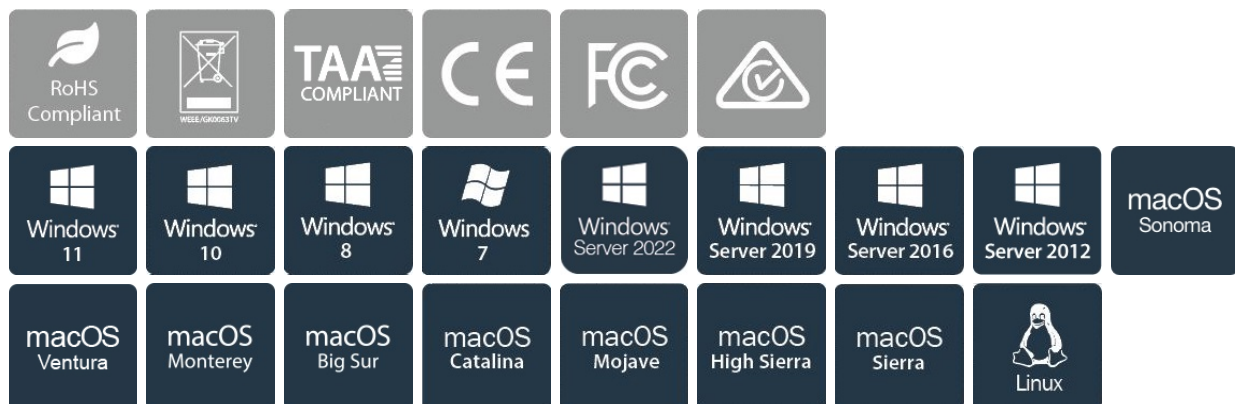 RoHS
Compliant
WEEE/GK0083TV
TAA
COMPLIANT
CE
FC
Windows
11
Windows
10
Windows
8
Windows
7
Windows
Server 2022
Windows
Server 2019
Windows
Server 2016
Windows
Server 2012
macOS
Sonoma
macOS
Ventura
macOS
Monterey
macOS
Big Sur
macOS
Catalina
macOS
Mojave
macOS
High Sierra
macOS
Sierra
Linux